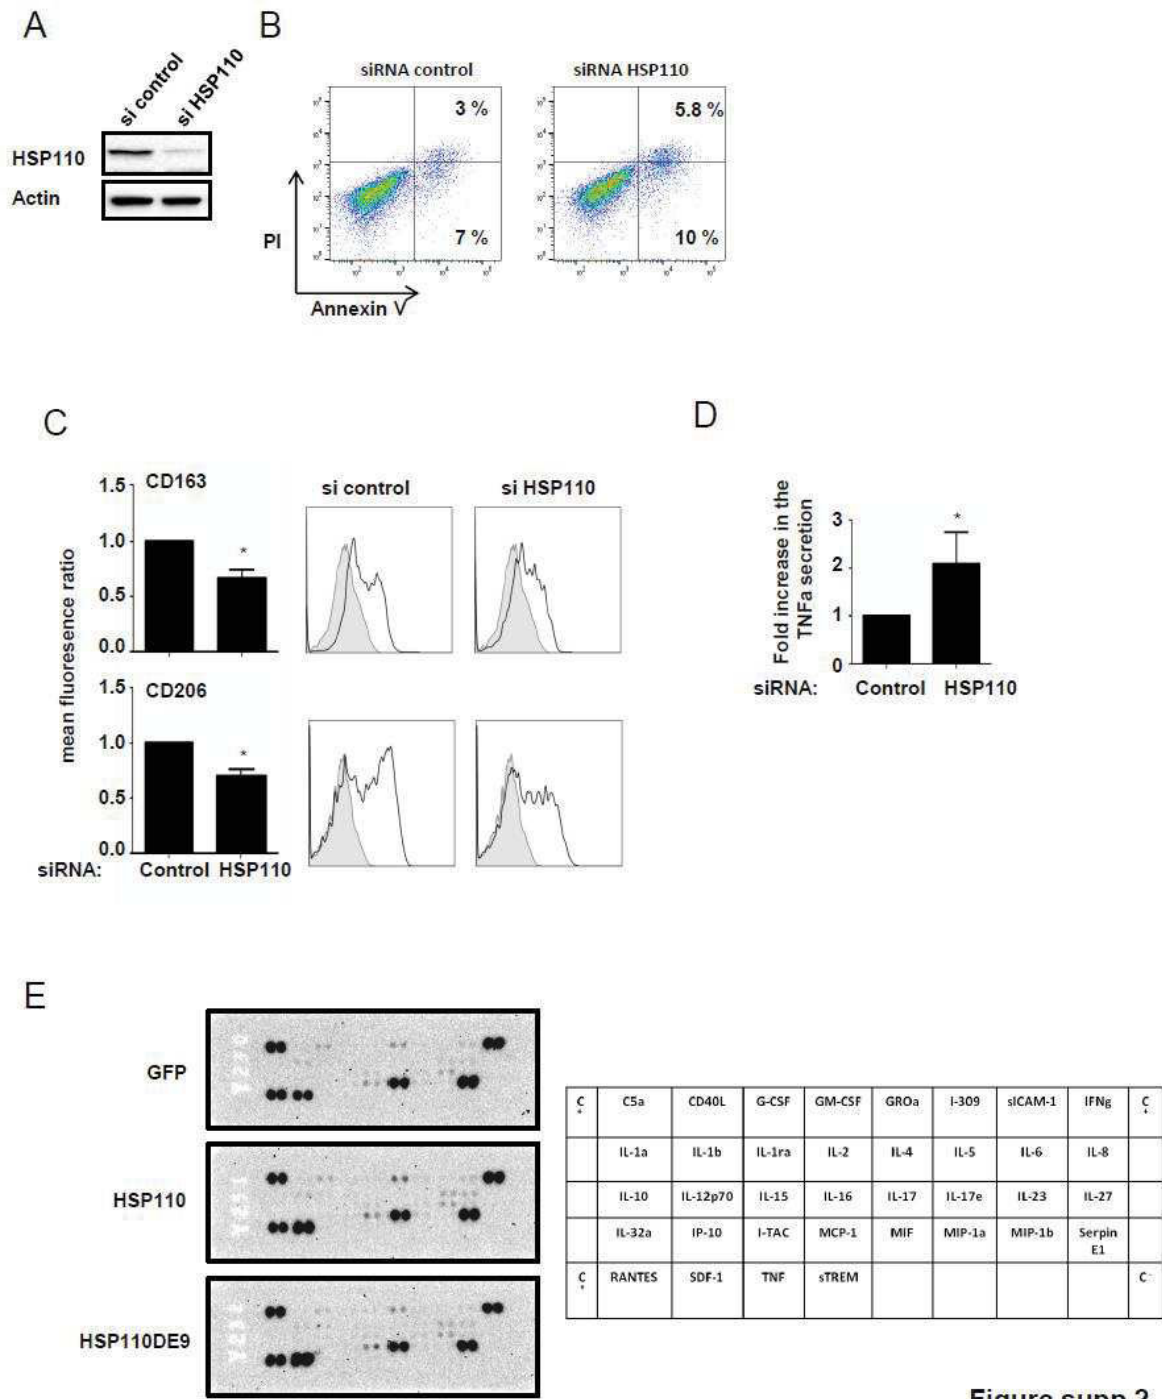 A
si control
si HSP110
HSP110
Actin
B
siRNA control
siRNA HSP110
3 %
7 %
5.8 %
10 %
PI
Annexin V
C
mean fluoresence ratio
CD163
1.5
1.0
0.5
0.0
*
si control
si HSP110
CD206
1.5
1.0
0.5
0.0
*
siRNA: Control HSP110
D
Fold increase in the
TNFa secretion
3
2
1
0
*
siRNA: Control HSP110
E
GFP
HSP110
HSP110DE9
C+ C5a CD40L G-CSF GM-CSF GROa I-309 sICAM-1 IFNg C+
IL-1a IL-1b IL-1ra IL-2 IL-4 IL-5 IL-6 IL-8
IL-10 IL-12p70 IL-15 IL-16 IL-17 IL-17e IL-23 IL-27
IL-32a IP-10 I-TAC MCP-1 MIF MIP-1a MIP-1b Serpin
E1
C+ RANTES SDF-1 TNF sTREM C-
Figure supp 2